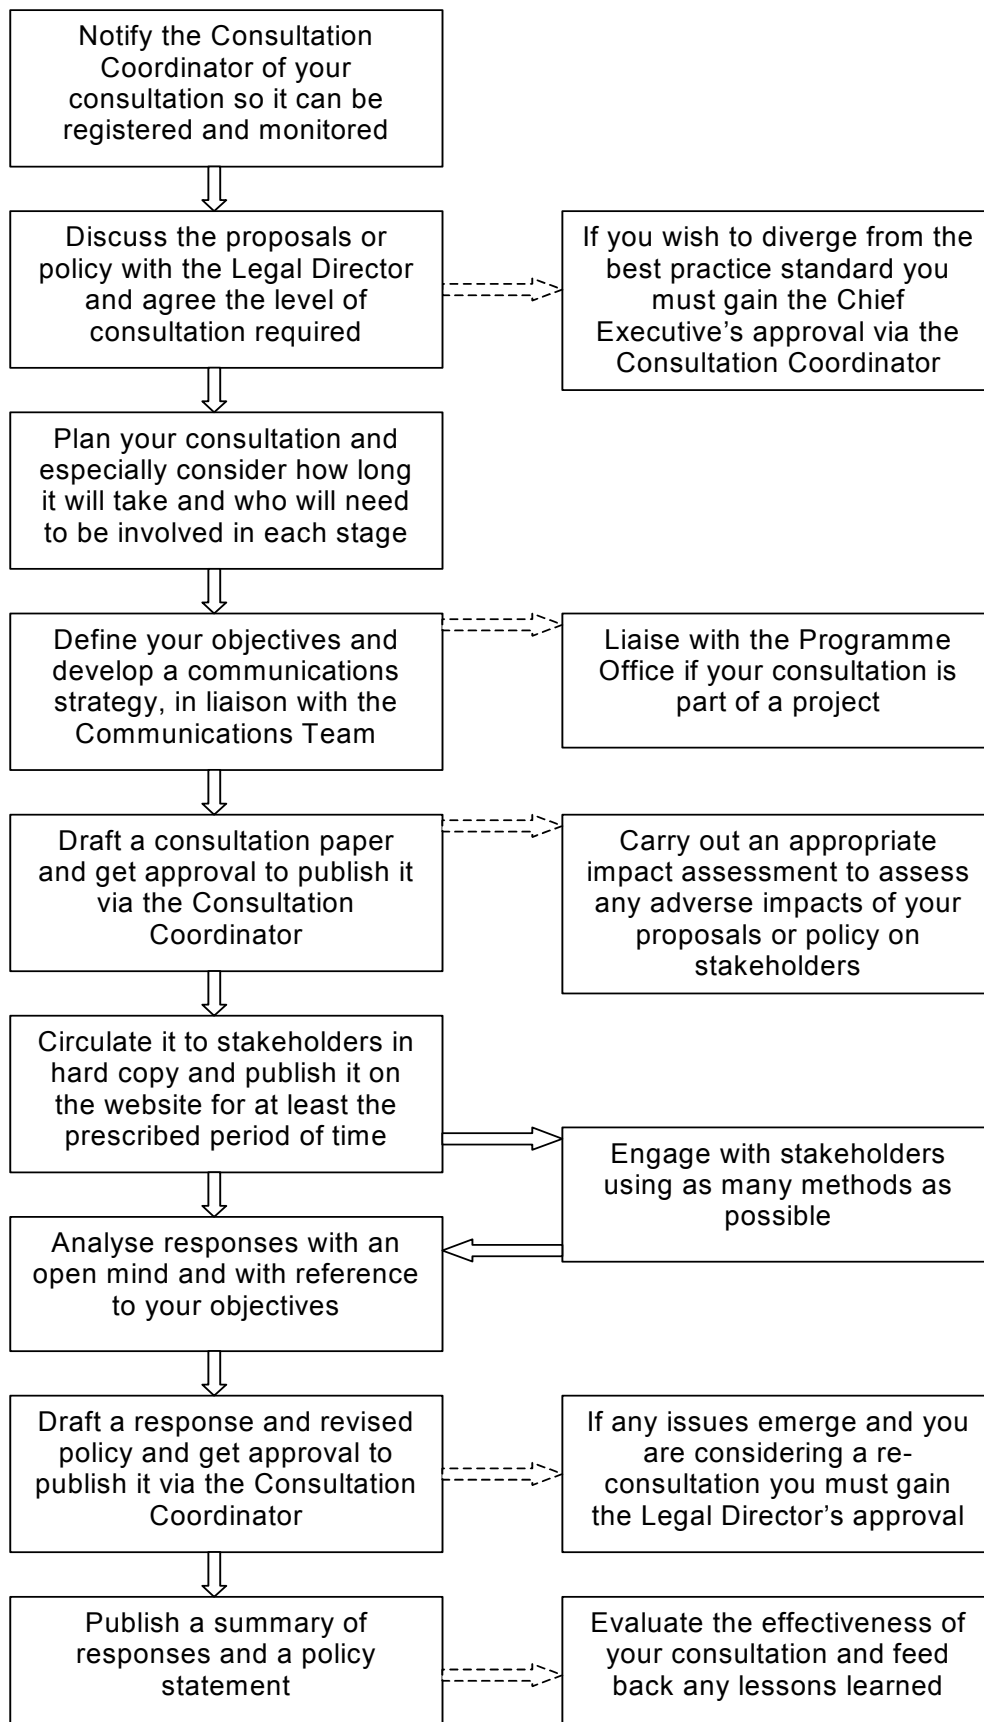 Notify the Consultation
Coordinator of your
consultation so it can be
registered and monitored
Discuss the proposals or
policy with the Legal Director
and agree the level of
consultation required
If you wish to diverge from the
best practice standard you
must gain the Chief
Executive's approval via the
Consultation Coordinator
Plan your consultation and
especially consider how long
it will take and who will need
to be involved in each stage
Define your objectives and
develop a communications
strategy, in liaison with the
Communications Team
Liaise with the Programme
Office if your consultation is
part of a project
Draft a consultation paper
and get approval to publish it
via the Consultation
Coordinator
Carry out an appropriate
impact assessment to assess
any adverse impacts of your
proposals or policy on
stakeholders
Circulate it to stakeholders in
hard copy and publish it on
the website for at least the
prescribed period of time
Engage with stakeholders
using as many methods as
possible
Analyse responses with an
open mind and with reference
to your objectives
Draft a response and revised
policy and get approval to
publish it via the Consultation
Coordinator
If any issues emerge and you
are considering a re-
consultation you must gain
the Legal Director's approval
Publish a summary of
responses and a policy
statement
Evaluate the effectiveness of
your consultation and feed
back any lessons learned